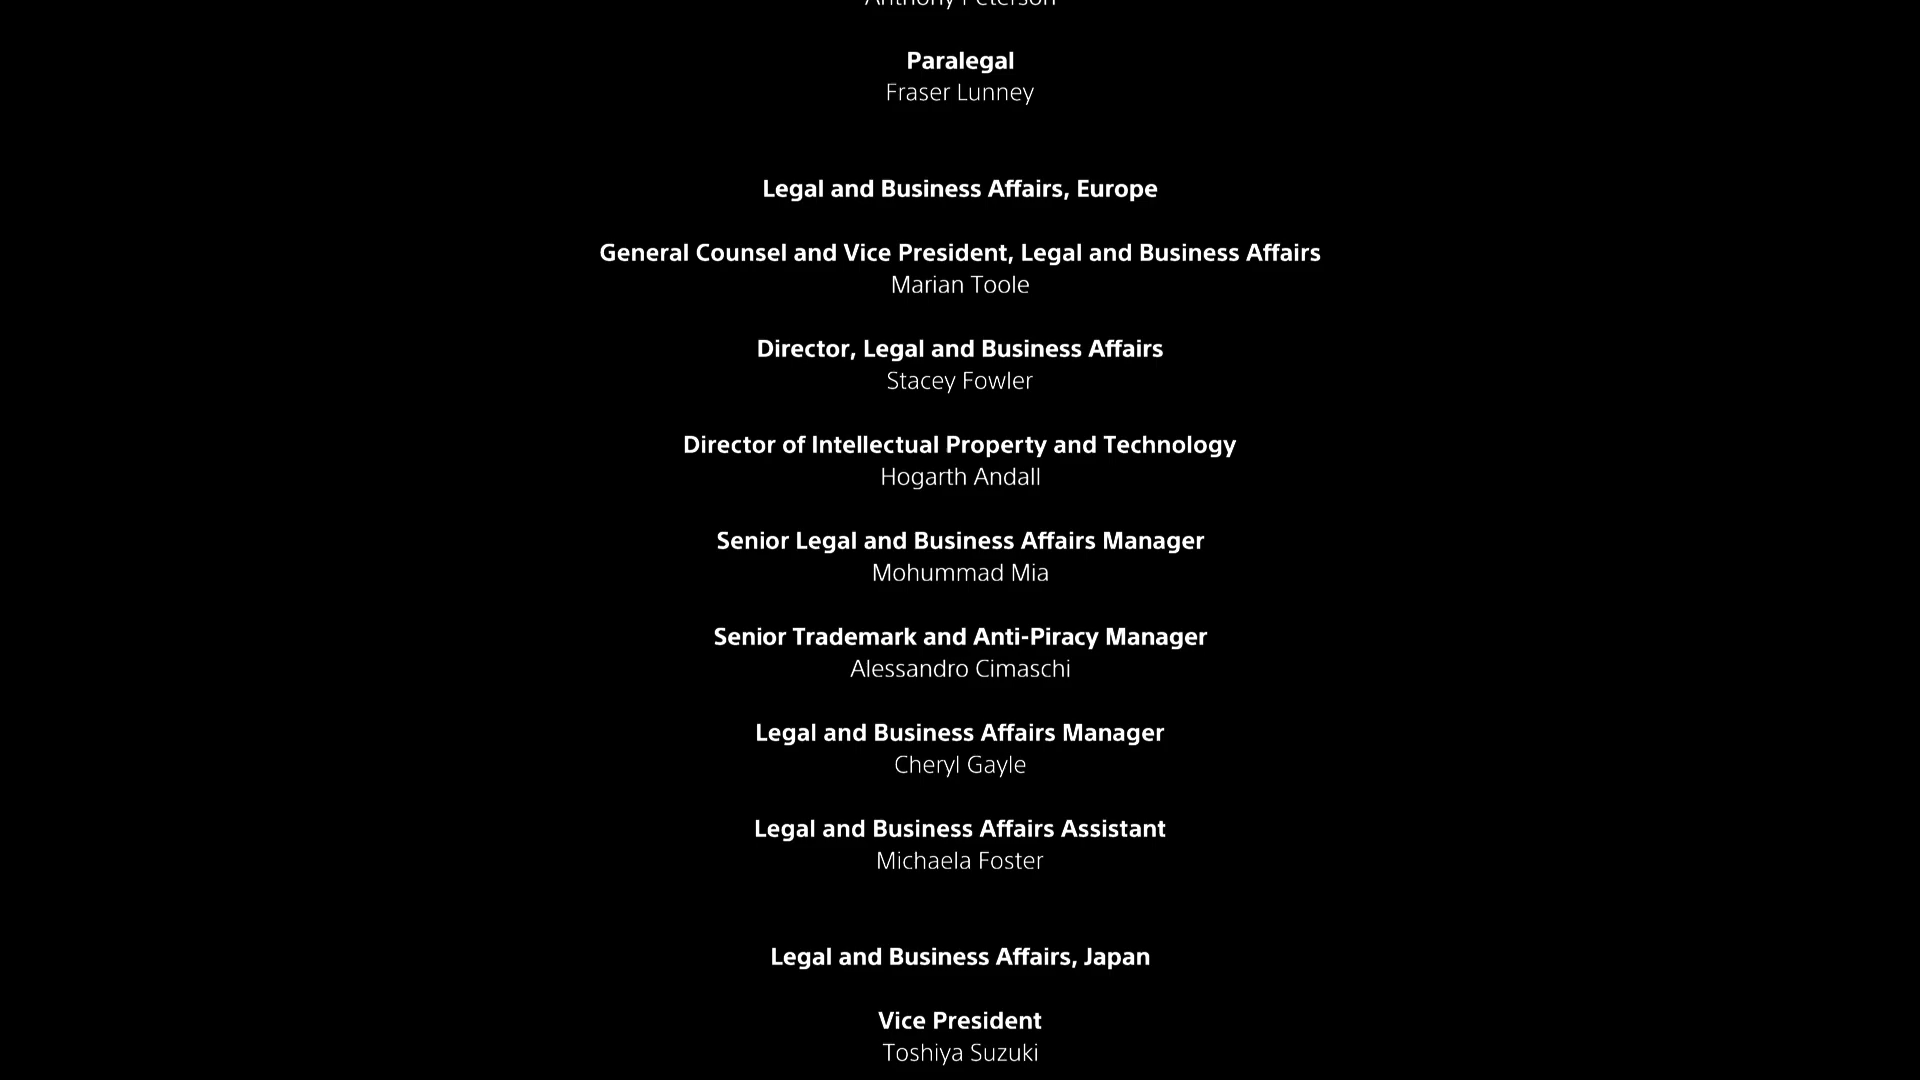 Anthony Peterson
Paralegal
Fraser Lunney
Legal and Business Affairs, Europe
General Counsel and Vice President, Legal and Business Affairs
Marian Toole
Director, Legal and Business Affairs
Stacey Fowler
Director of Intellectual Property and Technology
Hogarth Andall
Senior Legal and Business Affairs Manager
Mohummad Mia
Senior Trademark and Anti-Piracy Manager
Alessandro Cimaschi
Legal and Business Affairs Manager
Cheryl Gayle
Legal and Business Affairs Assistant
Michaela Foster
Legal and Business Affairs, Japan
Vice President
Toshiya Suzuki